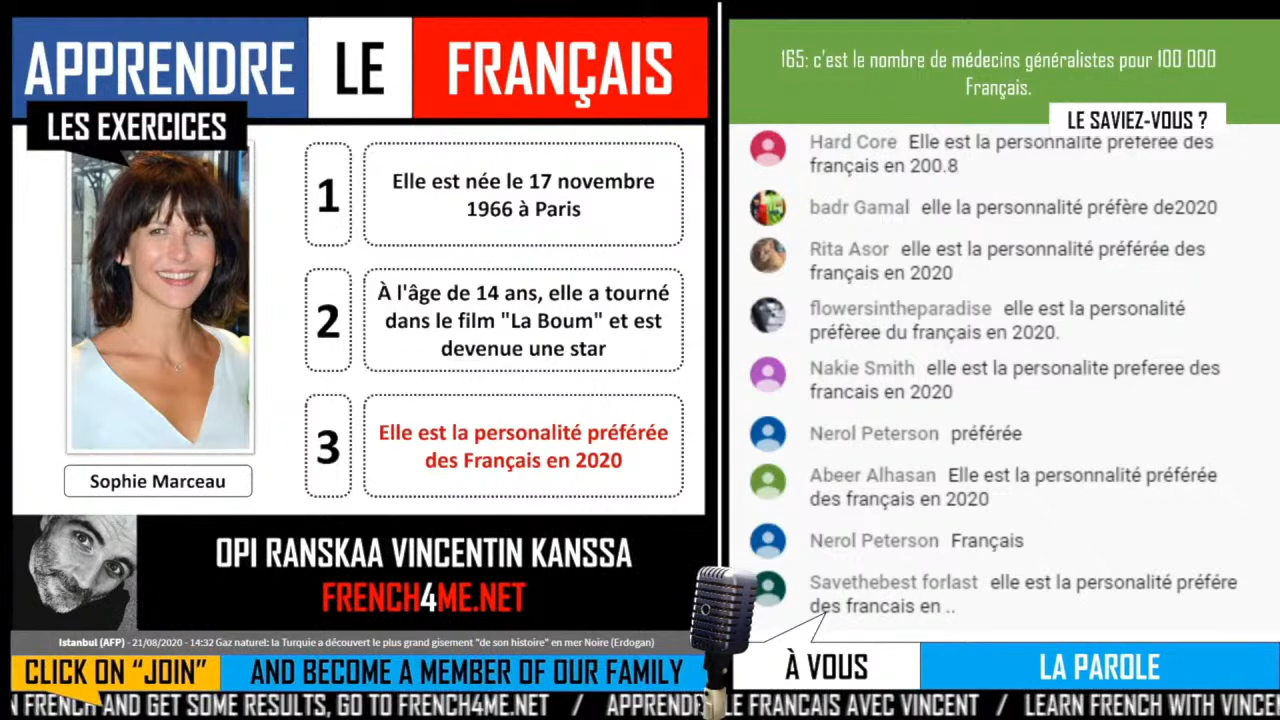 APPRENDRE LE FRANÇAIS
LES EXERCICES
1
Elle est née le 17 novembre
1966 à Paris
2
À l'âge de 14 ans, elle a tourné
dans le film "La Boum" et est
devenue une star
3
Elle est la personalité préférée
des Français en 2020
Sophie Marceau
OPI RANSKAA VINCENTIN KANSSA
FRENCH4ME.NET
Istanbul (AFP) - 21/08/2020 - 14:32 Gaz naturel: la Turquie a découvert le plus grand gisement "de son histoire" en mer Noire (Erdogan)
CLICK ON “JOIN” AND BECOME A MEMBER OF OUR FAMILY
165: c'est le nombre de médecins généralistes pour 100 000
Français.
LE SAVIEZ-VOUS ?
Hard Core Elle est la personnalité préférée des
français en 200.8
badr Gamal elle la personnalité préfère de2020
Rita Asor elle est la personnalité préférée des
français en 2020
flowersintheparadise elle est la personalité
préfèreee du français en 2020.
Nakie Smith elle est la personalite preferee des
francais en 2020
Nerol Peterson préférée
Abeer Alhasan Elle est la personnalité préférée
des français en 2020
Nerol Peterson Français
Savethebest forlast elle est la personalité préfére
des francais en ..
À VOUS LA PAROLE
FRENCH AND GET SOME RESULTS, GO TO FRENCH4ME.NET / APPRENDRE LE FRANCAIS AVEC VINCENT / LEARN FRENCH WITH